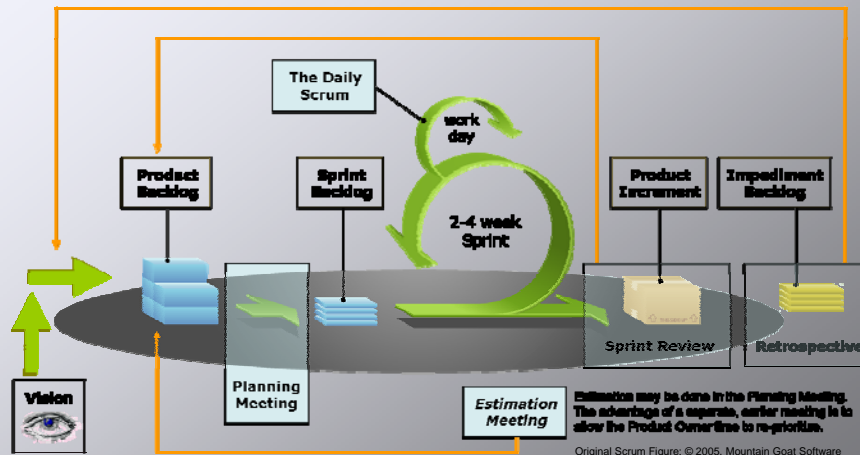 The Daily
Scrum
work
day
Product
Backlog
Sprint
Backlog
2-4 week
Sprint
Product
Increment
Impediment
Backlog
Vision
Planning
Meeting
Sprint Review
Retrospective
Estimation
Meeting
Estimation may be done in the Planning Meeting.
The advantage of a separate, earlier meeting is to
allow the Product Owner time to re-prioritize.
Original Scrum Figure: © 2005, Mountain Goat Software